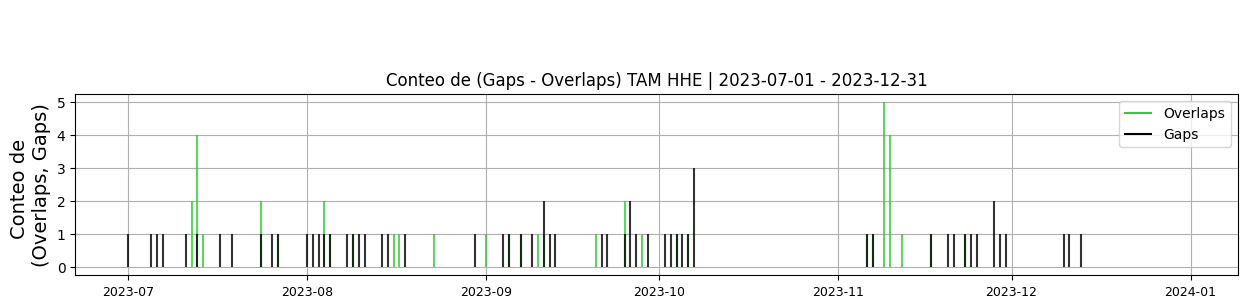 Conteo de (Gaps - Overlaps) TAM HHE | 2023-07-01 - 2023-12-31
Conteo de
(Overlaps, Gaps)
5
4
3
2
1
0
Overlaps
Gaps
2023-07
2023-08
2023-09
2023-10
2023-11
2023-12
2024-01